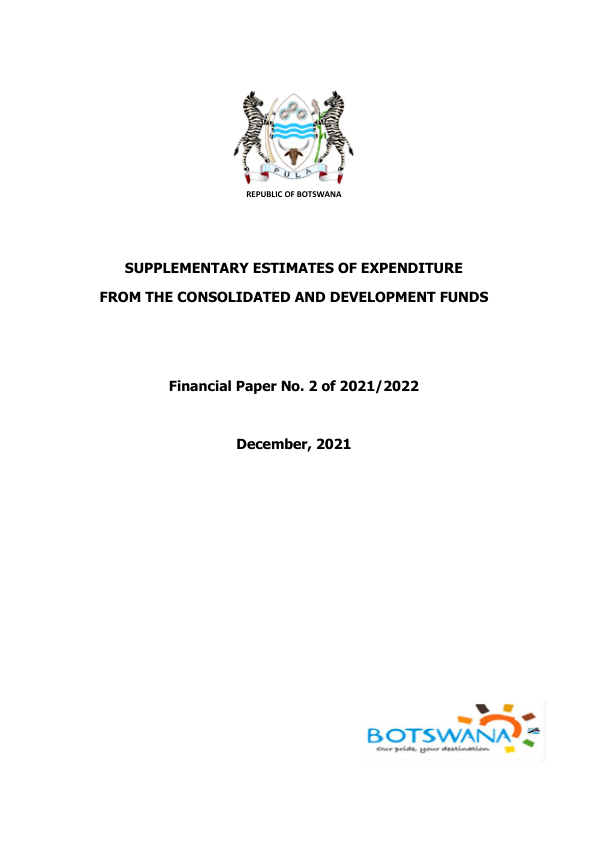 PULA
REPUBLIC OF BOTSWANA
SUPPLEMENTARY ESTIMATES OF EXPENDITURE
FROM THE CONSOLIDATED AND DEVELOPMENT FUNDS
Financial Paper No. 2 of 2021/2022
December, 2021
BOTSWANA
Our pride, your destination